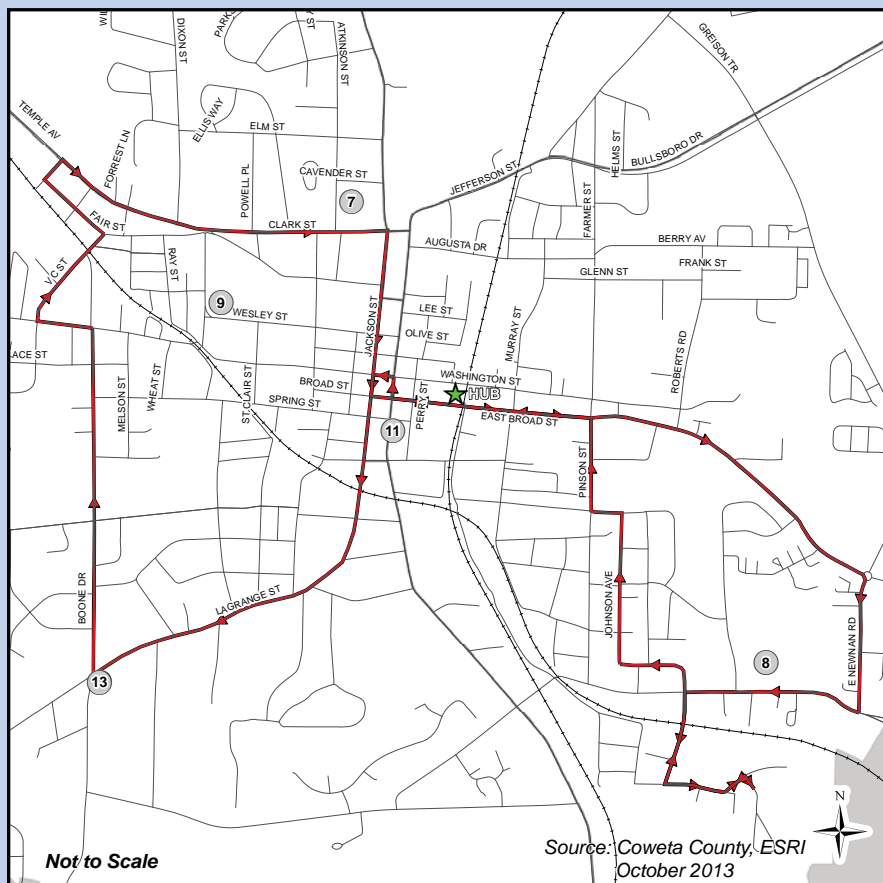 WI
DIXON ST
PARKS
Y ST
ATKINSON ST
GREISON TR
TEMPLE AV
FORREST LN
ELLIS WAY
ELM ST
HELMS ST
BULLSBORO DR
JEFFERSON ST
CAVENDER ST
POWELL PL
7
FARMER ST
FAIR ST
CLARK ST
AUGUSTA DR
BERRY AV
FRANK ST
GLENN ST
V C ST
RAY ST
9
WESLEY ST
JACKSON ST
LEE ST
OLIVE ST
MURRAY ST
ROBERTS RD
LACE ST
MELSON ST
WHEAT ST
ST. CLAIR ST
BROAD ST
SPRING ST
PERRY ST
WASHINGTON ST
HUB
EAST BROAD ST
11
PINSON ST
BOONE DR
LAGRANGE ST
JOHNSON AVE
E NEWNAN RD
8
13
N
Not to Scale
Source: Coweta County, ESRI
October 2013